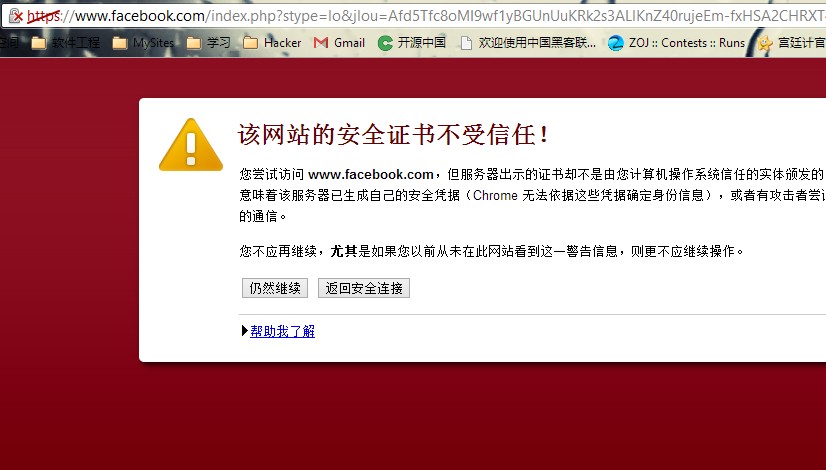 https://www.facebook.com/index.php?stype=lo&jlou=Afd5Tfc8oMI9wf1yBGUnUuKRk2s3ALIKnZ40rujeEm-fxHSA2CHRXT
空间 软件工程 MySites 学习 Hacker Gmail 开源中国 欢迎使用中国黑客联... ZOJ :: Contests :: Runs 宫廷计官
该网站的安全证书不受信任！
您尝试访问 www.facebook.com，但服务器出示的证书却不是由您计算机操作系统信任的实体颁发的
意味着该服务器已生成自己的安全凭据（Chrome 无法依据这些凭据确定身份信息），或者有攻击者尝试
的通信。
您不应再继续，尤其是如果您以前从未在此网站看到这一警告信息，则更不应继续操作。
仍然继续 返回安全连接
帮助我了解